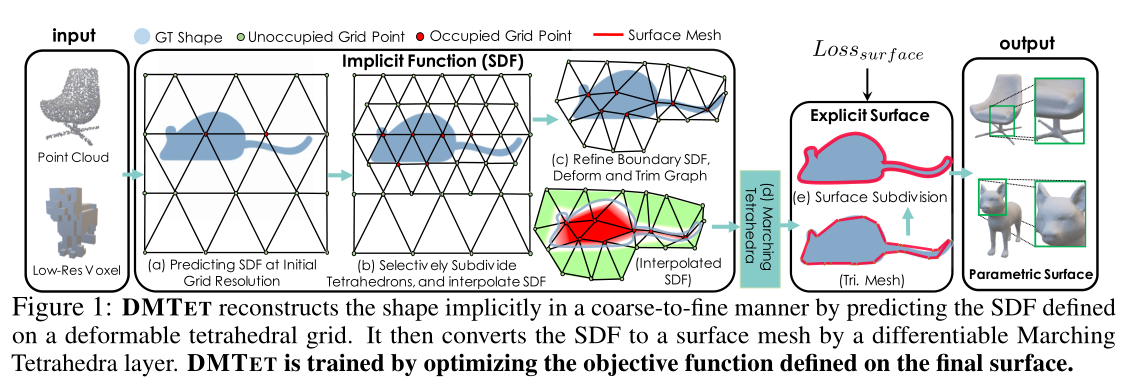 input
GT Shape
Unoccupied Grid Point
Occupied Grid Point
Surface Mesh
Implicit Function (SDF)
Point Cloud
Low-Res Voxel
(a) Predicting SDF at Initial
Grid Resolution
(b) Selectively Subdivide
Tetrahedrons, and interpolate SDF
(c) Refine Boundary SDF,
Deform and Trim Graph
(Interpolated
SDF)
(d) Marching
Tetrahedra
Loss_surface
Explicit Surface
(e) Surface Subdivision
(Tri. Mesh)
output
Parametric Surface
Figure 1: DMTET reconstructs the shape implicitly in a coarse-to-fine manner by predicting the SDF defined
on a deformable tetrahedral grid. It then converts the SDF to a surface mesh by a differentiable Marching
Tetrahedra layer. DMTET is trained by optimizing the objective function defined on the final surface.